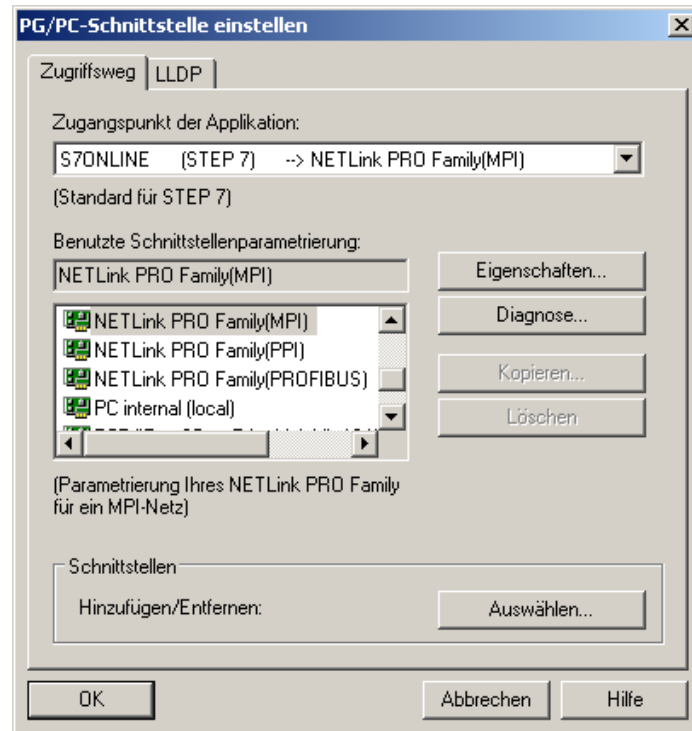 PG/PC-Schnittstelle einstellen
Zugriffsweg
LLDP
Zugangspunkt der Applikation:
S7ONLINE (STEP 7) --> NETLink PRO Family(MPI)
(Standard für STEP 7)
Benutzte Schnittstellenparametrierung:
NETLink PRO Family(MPI)
Eigenschaften...
NETLink PRO Family(MPI)
Diagnose...
NETLink PRO Family(PPI)
NETLink PRO Family(PROFIBUS)
Kopieren...
PC internal (local)
Löschen
(Parametrierung Ihres NETLink PRO Family
für ein MPI-Netz)
Schnittstellen
Hinzufügen/Entfernen:
Auswählen...
OK
Abbrechen
Hilfe